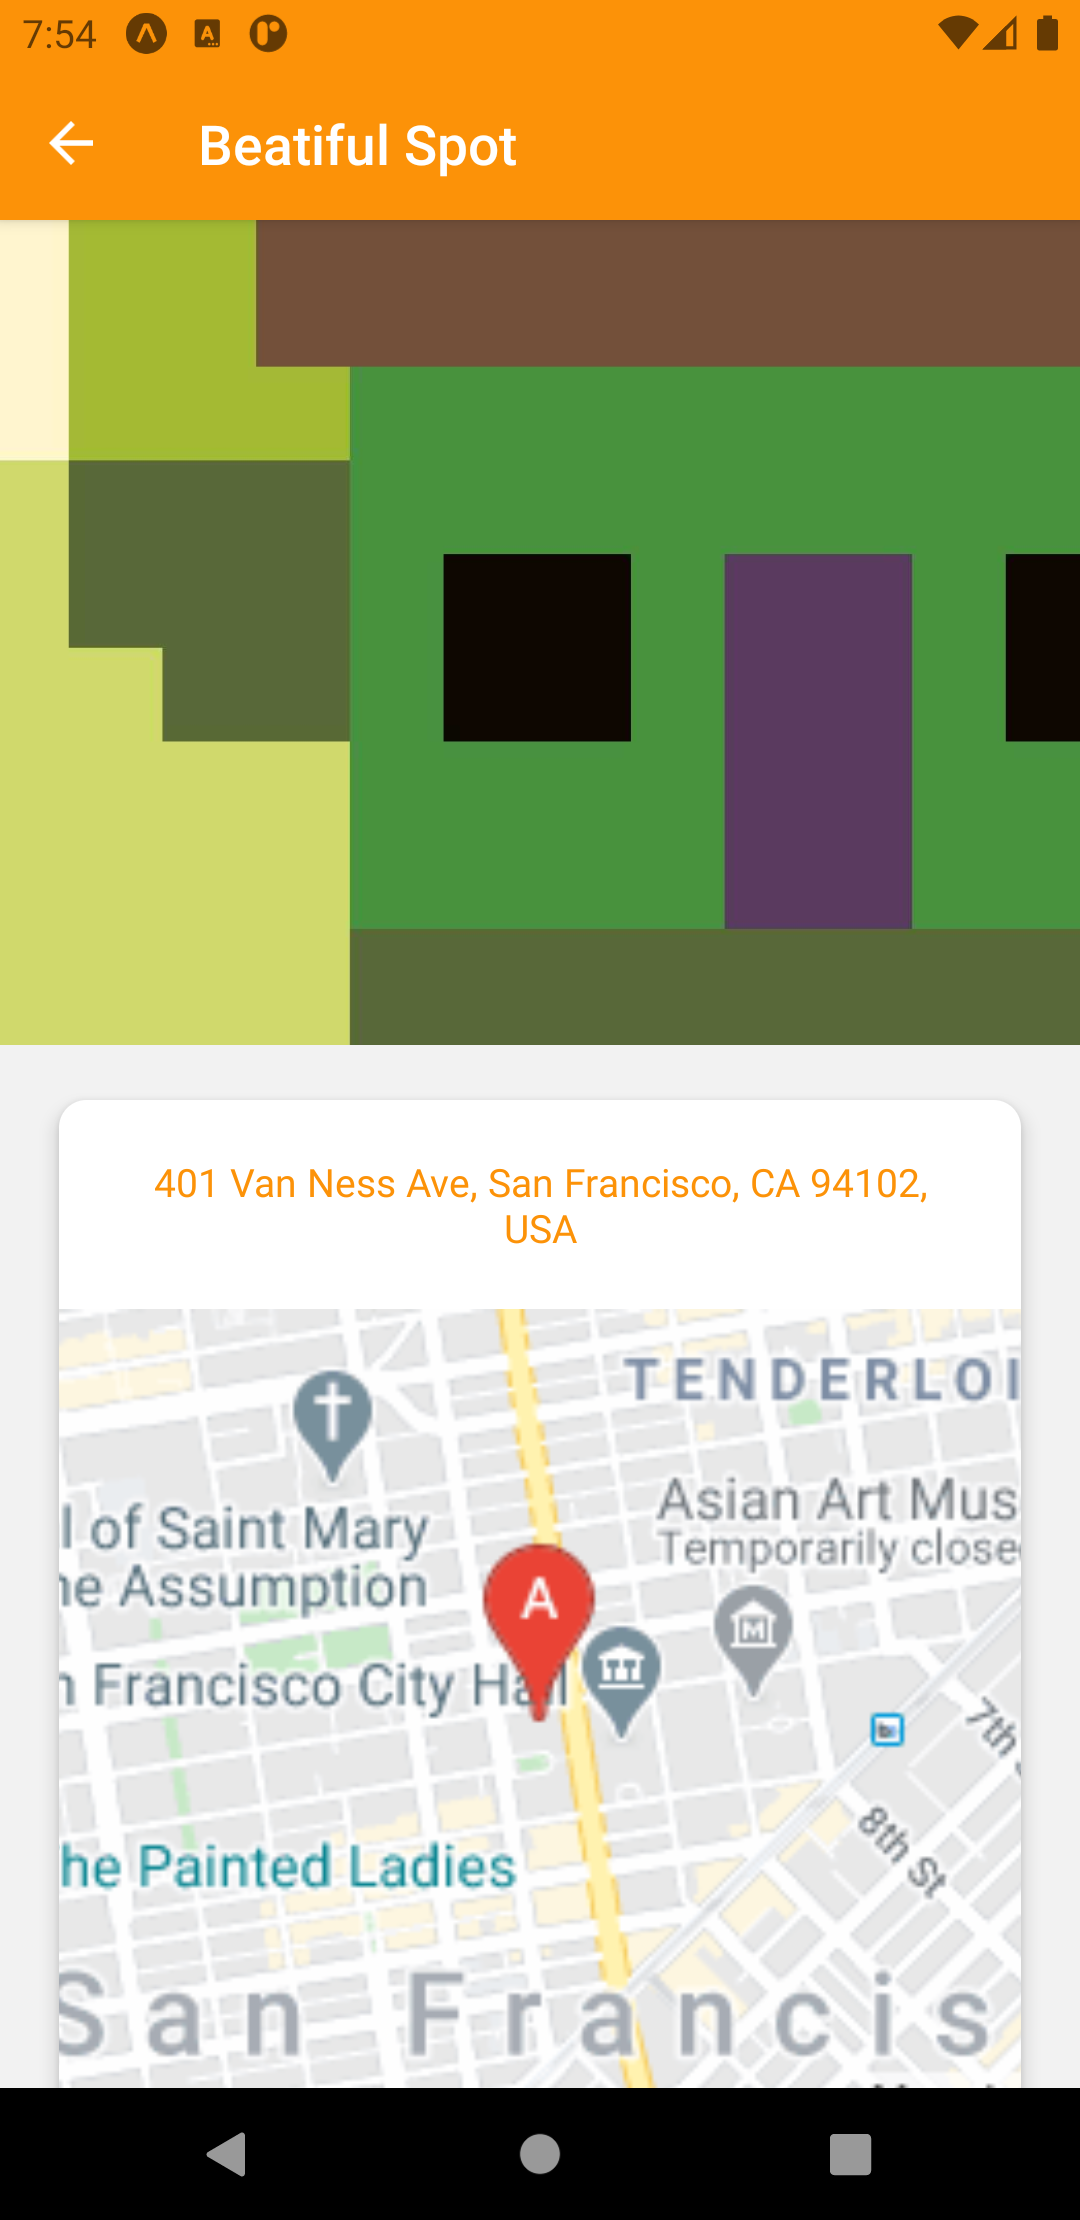 7:54
Beatiful Spot
401 Van Ness Ave, San Francisco, CA 94102,
USA
TENDERLOI
Asian Art Mus
Temporarily close
l of Saint Mary
he Assumption
A
n Francisco City Hall
7th
8th St
he Painted Ladies
San Francis